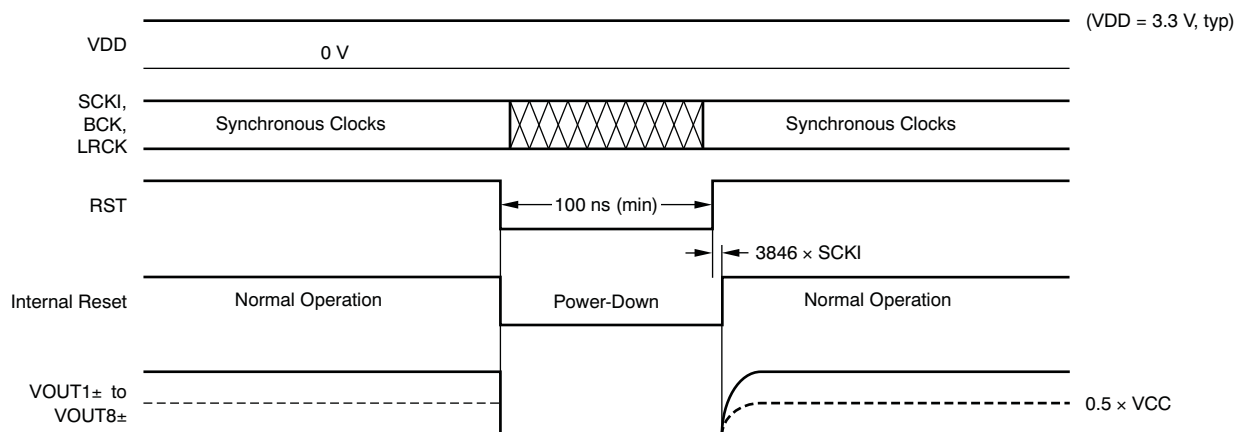 (VDD = 3.3 V, typ)
VDD
0 V
SCKI,
BCK,
LRCK
Synchronous Clocks
Synchronous Clocks
RST
100 ns (min)
3846 × SCKI
Internal Reset
Normal Operation
Power-Down
Normal Operation
VOUT1± to
VOUT8±
0.5 × VCC